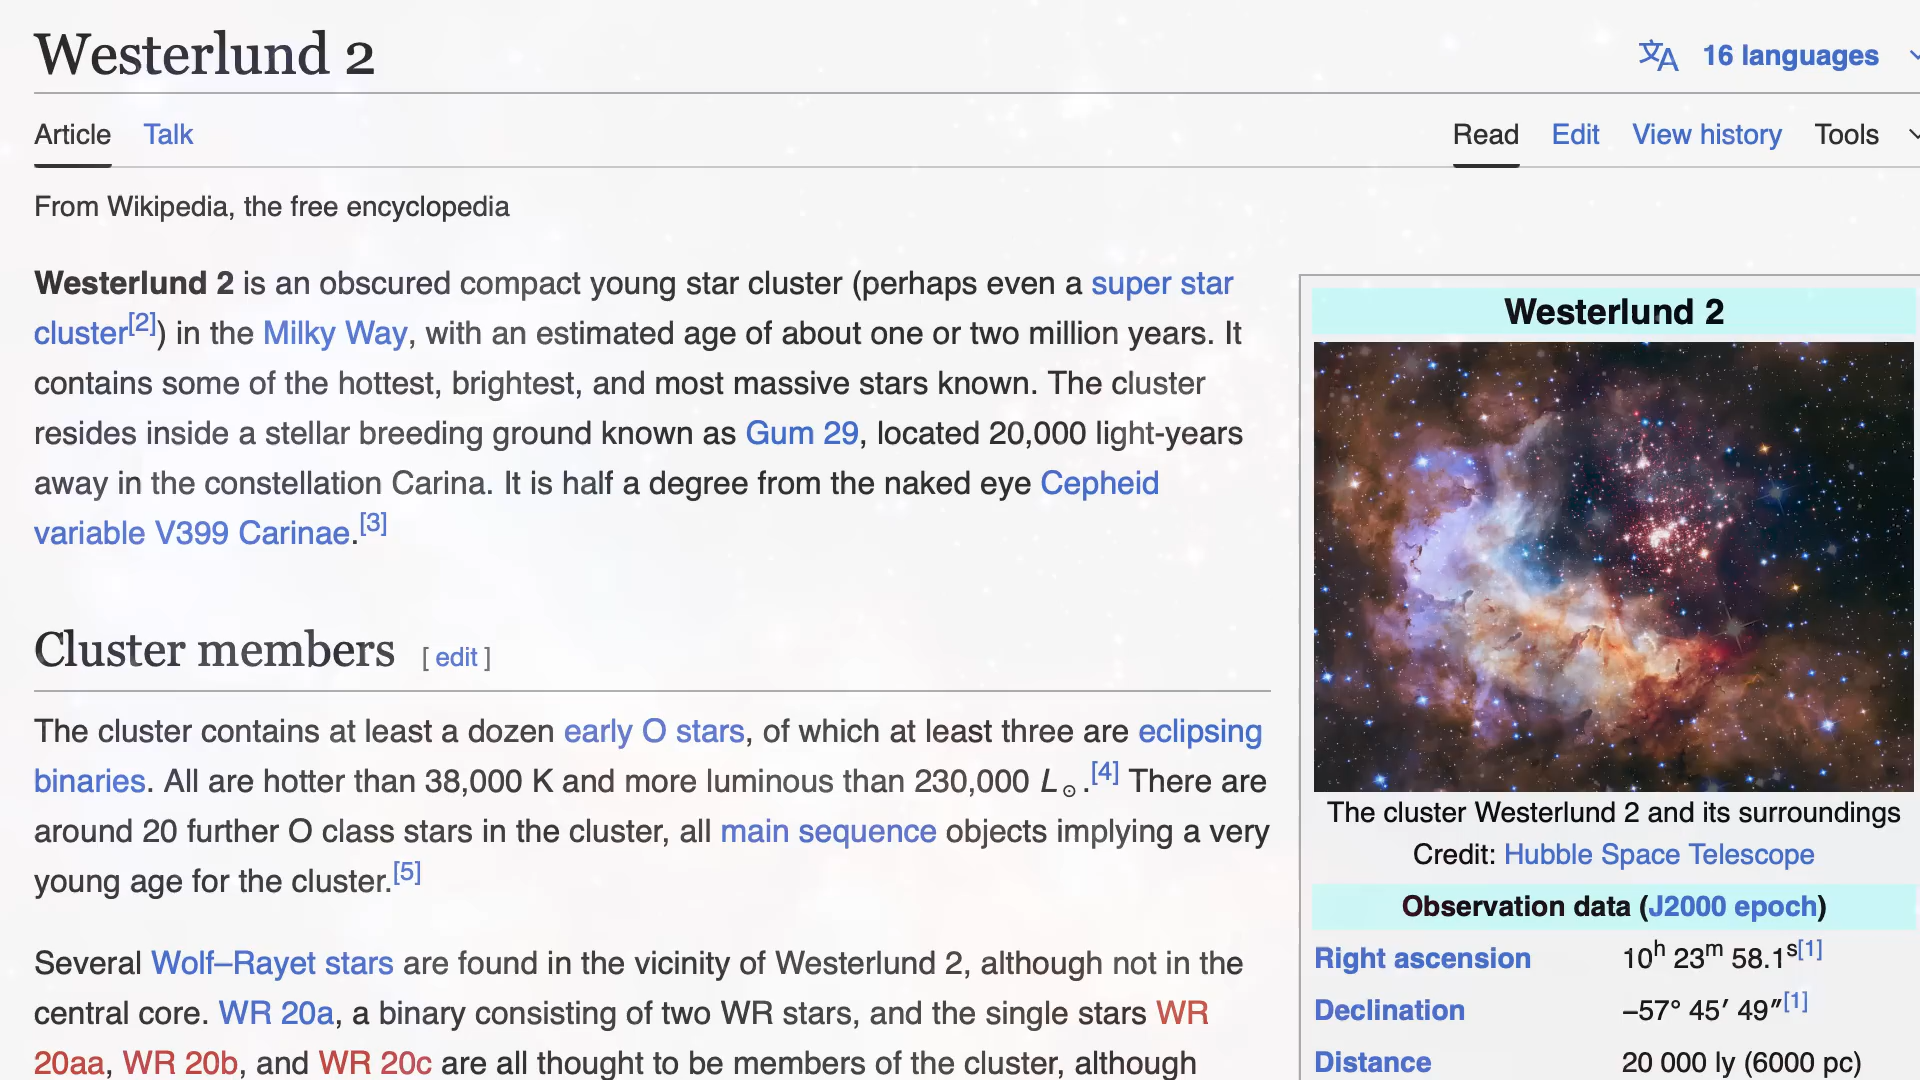 Westerlund 2
文A 16 languages
Article Talk
Read Edit View history Tools
From Wikipedia, the free encyclopedia
Westerlund 2 is an obscured compact young star cluster (perhaps even a super star
cluster[2]) in the Milky Way, with an estimated age of about one or two million years. It
contains some of the hottest, brightest, and most massive stars known. The cluster
resides inside a stellar breeding ground known as Gum 29, located 20,000 light-years
away in the constellation Carina. It is half a degree from the naked eye Cepheid
variable V399 Carinae.[3]
Cluster members [ edit ]
The cluster contains at least a dozen early O stars, of which at least three are eclipsing
binaries. All are hotter than 38,000 K and more luminous than 230,000 L☉.[4] There are
around 20 further O class stars in the cluster, all main sequence objects implying a very
young age for the cluster.[5]
Several Wolf–Rayet stars are found in the vicinity of Westerlund 2, although not in the
central core. WR 20a, a binary consisting of two WR stars, and the single stars WR
20aa, WR 20b, and WR 20c are all thought to be members of the cluster, although
Westerlund 2
The cluster Westerlund 2 and its surroundings
Credit: Hubble Space Telescope
Observation data (J2000 epoch)
Right ascension 10h 23m 58.1s[1]
Declination −57° 45′ 49″[1]
Distance 20 000 ly (6000 pc)